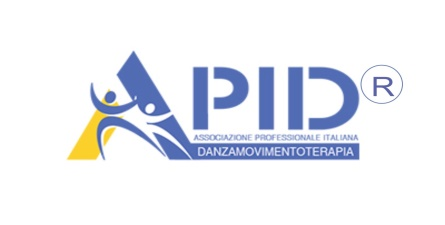 APID®
ASSOCIAZIONE PROFESSIONALE ITALIANA
DANZAMOVIMENTOTERAPIA